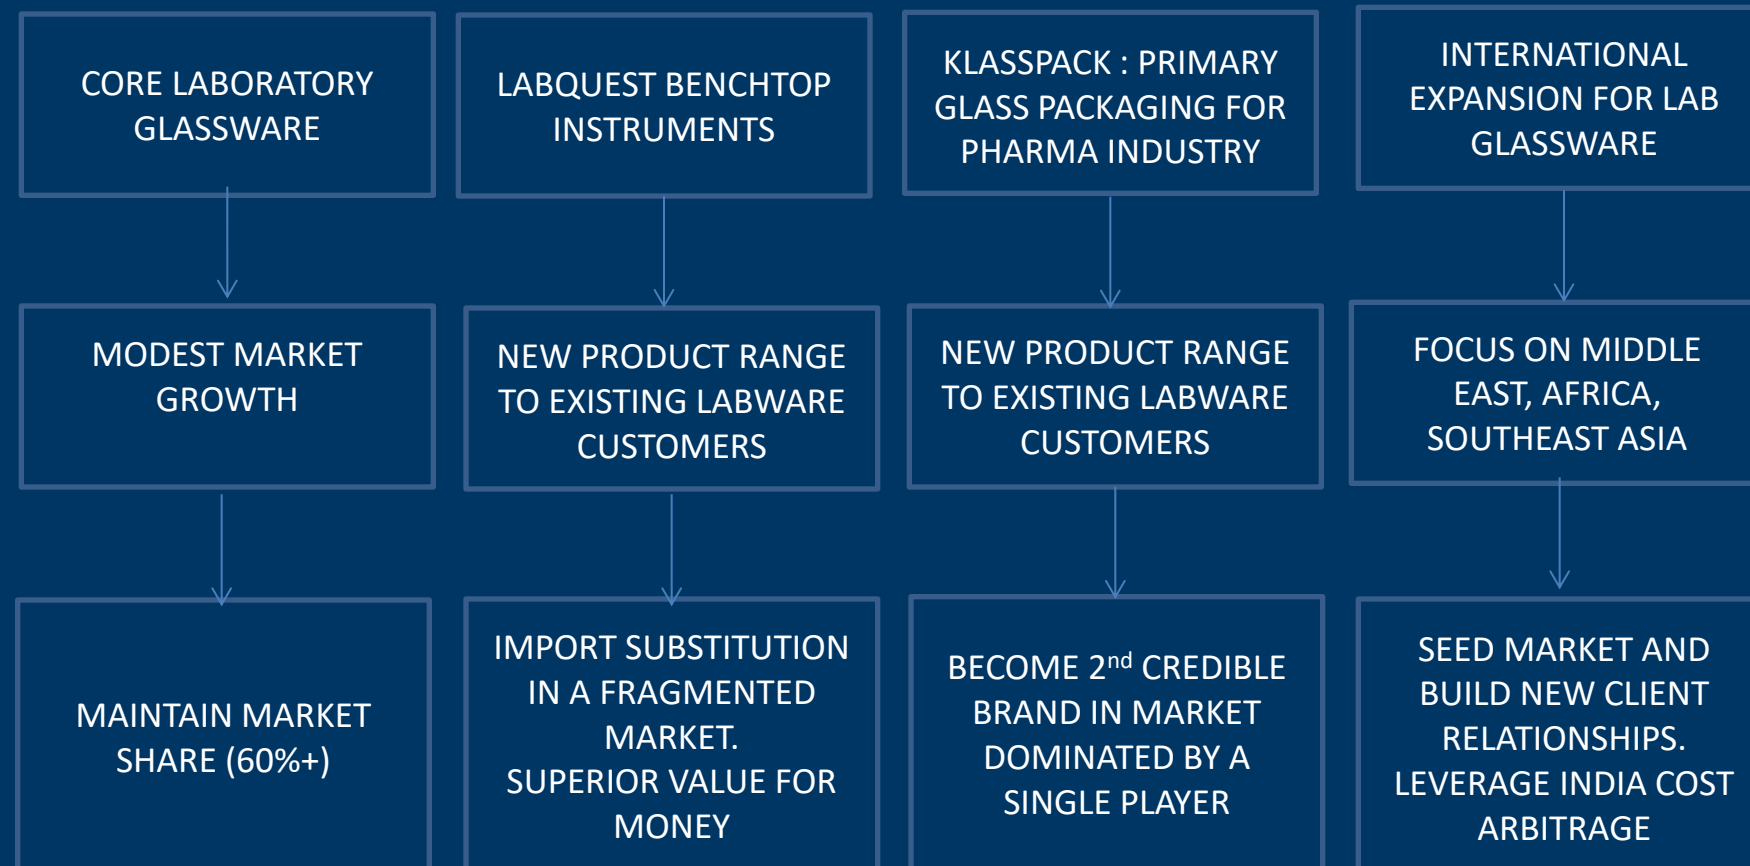 CORE LABORATORY
GLASSWARE
LABQUEST BENCHTOP
INSTRUMENTS
KLASSPACK : PRIMARY
GLASS PACKAGING FOR
PHARMA INDUSTRY
INTERNATIONAL
EXPANSION FOR LAB
GLASSWARE
MODEST MARKET
GROWTH
NEW PRODUCT RANGE
TO EXISTING LABWARE
CUSTOMERS
NEW PRODUCT RANGE
TO EXISTING LABWARE
CUSTOMERS
FOCUS ON MIDDLE
EAST, AFRICA,
SOUTHEAST ASIA
MAINTAIN MARKET
SHARE (60%+)
IMPORT SUBSTITUTION
IN A FRAGMENTED
MARKET.
SUPERIOR VALUE FOR
MONEY
BECOME 2nd CREDIBLE
BRAND IN MARKET
DOMINATED BY A
SINGLE PLAYER
SEED MARKET AND
BUILD NEW CLIENT
RELATIONSHIPS.
LEVERAGE INDIA COST
ARBITRAGE